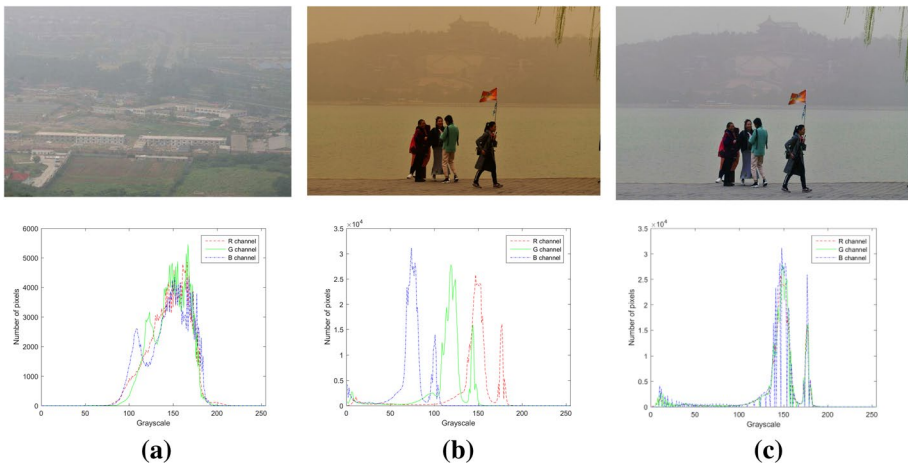 6000
5000
4000
3000
2000
1000
0
Number of pixels
0 50 100 150 200 250
Grayscale
R channel
G channel
B channel
(a)
×10⁴
3.5
3
2.5
2
1.5
1
0.5
0
Number of pixels
0 50 100 150 200 250
Grayscale
R channel
G channel
B channel
(b)
×10⁴
3.5
3
2.5
2
1.5
1
0.5
0
Number of pixels
0 50 100 150 200 250
Grayscale
R channel
G channel
B channel
(c)